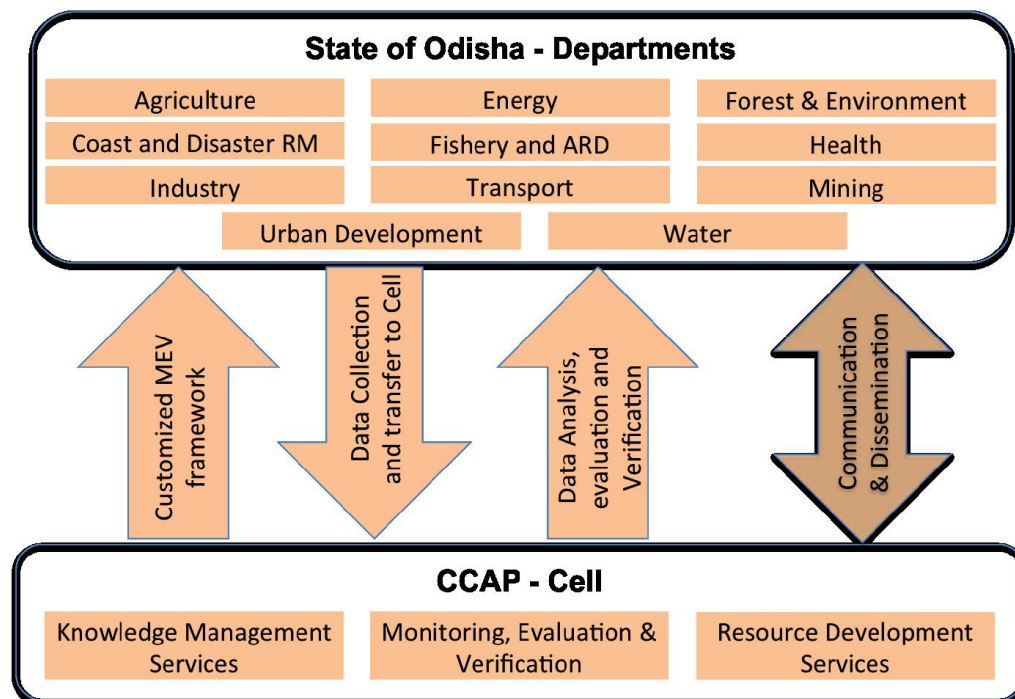 State of Odisha - Departments
Agriculture
Energy
Forest & Environment
Coast and Disaster RM
Fishery and ARD
Health
Industry
Transport
Mining
Urban Development
Water
Customized MEV
framework
Data Collection
and transfer to Cell
Data Analysis,
evaluation and
Verification
Communication
& Dissemination
CCAP - Cell
Knowledge Management
Services
Monitoring, Evaluation &
Verification
Resource Development
Services